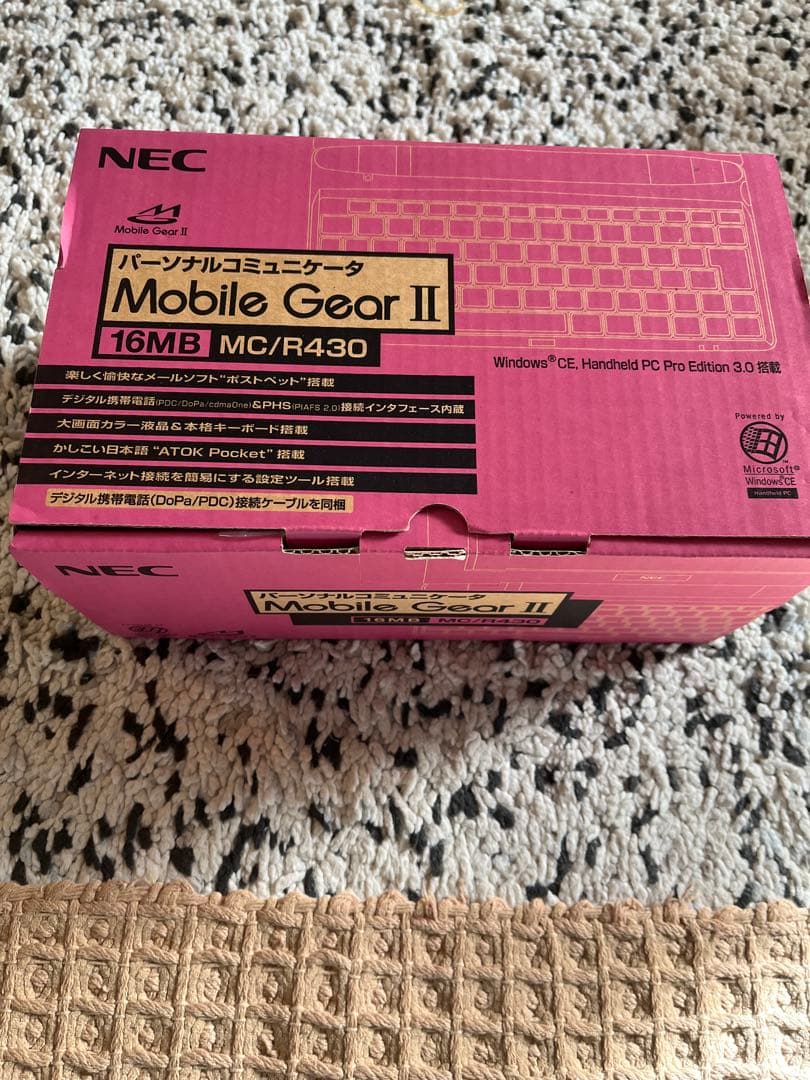 NEC
Mobile Gear II
パーソナルコミュニケータ
Mobile Gear II
16MB MC/R430
Windows® CE, Handheld PC Pro Edition 3.0 搭載
楽しく愉快なメールソフト"ポストペット"搭載
デジタル携帯電話(PDC/DoPa/cdmaOne)&PHS(PIAFS 2.0)接続インタフェース内蔵
大画面カラー液晶&本格キーボード搭載
かしこい日本語 "ATOK Pocket" 搭載
インターネット接続を簡易にする設定ツール搭載
デジタル携帯電話(DoPa/PDC)接続ケーブルを同梱
Powered by
Microsoft®
Windows®CE
Handheld PC
NEC
NEC
パーソナルコミュニケータ
Mobile Gear II
16MB MC/R430